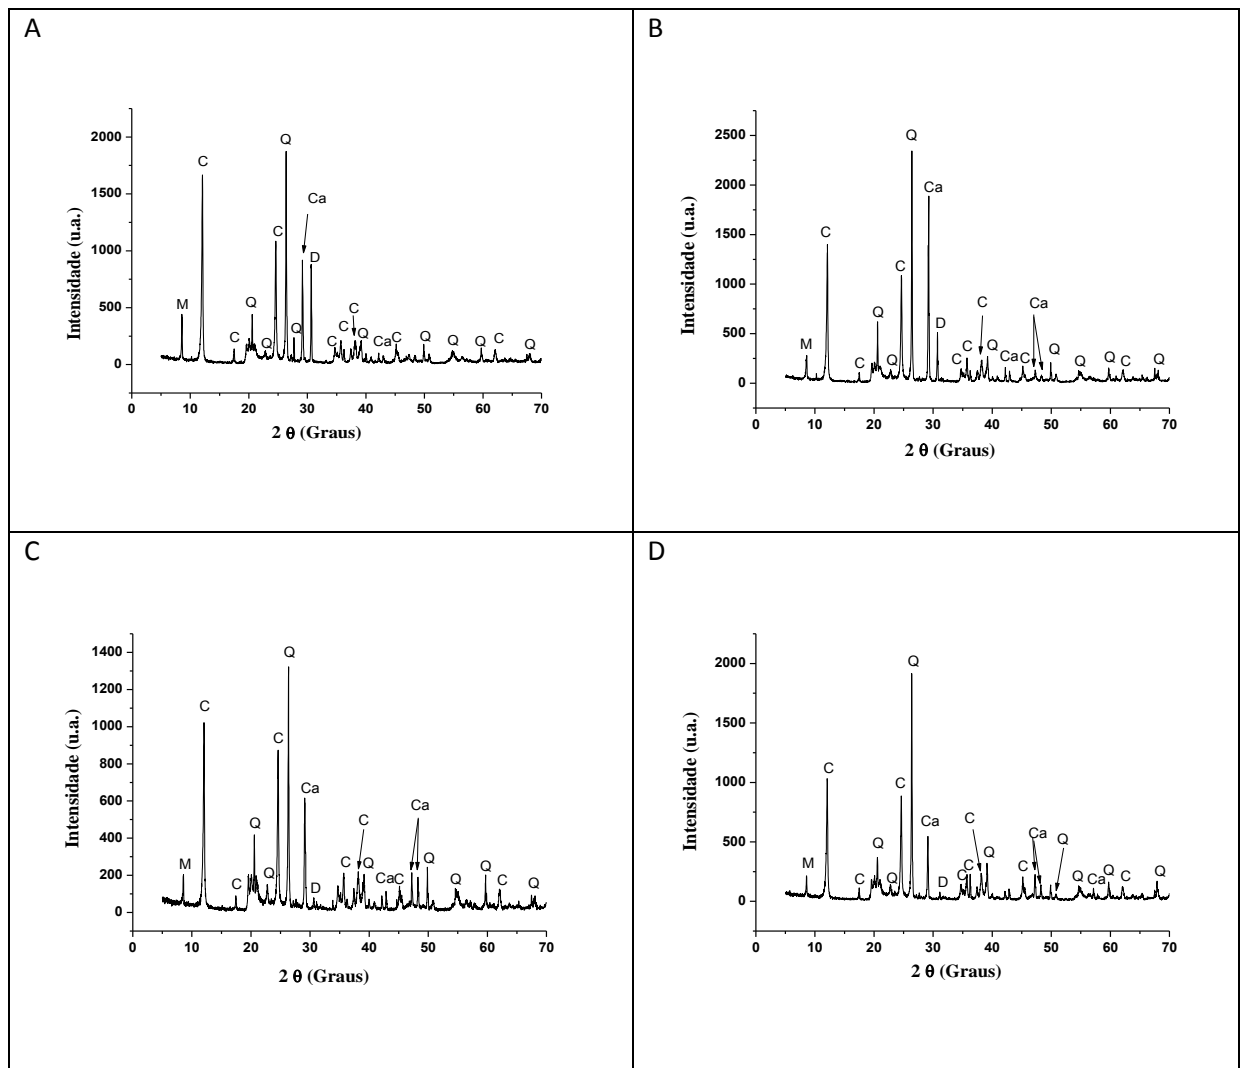 A
Intensidade (u.a.)
2000
1500
1000
500
0
M
C
C
Q
Q
C
Q
Q
Ca
D
C
C
C
Q
Ca
C
Q
Q
Q
C
Q
0 10 20 30 40 50 60 70
2 θ (Graus)
B
Intensidade (u.a.)
2500
2000
1500
1000
500
0
M
C
C
Q
Q
C
Q
Ca
D
C
C
C
Q
Ca
C
Ca
Q
Q
Q
C
Q
0 10 20 30 40 50 60 70
2 θ (Graus)
C
Intensidade (u.a.)
1400
1200
1000
800
600
400
200
0
M
C
C
Q
Q
C
Q
Ca
D
C
C
Q
Ca
C
Ca
Q
Q
Q
C
Q
0 10 20 30 40 50 60 70
2 θ (Graus)
D
Intensidade (u.a.)
2000
1500
1000
500
0
M
C
C
Q
Q
C
Q
Ca
D
C
C
C
Q
C
Ca
Q
Q
Ca
Q
C
Q
0 10 20 30 40 50 60 70
2 θ (Graus)